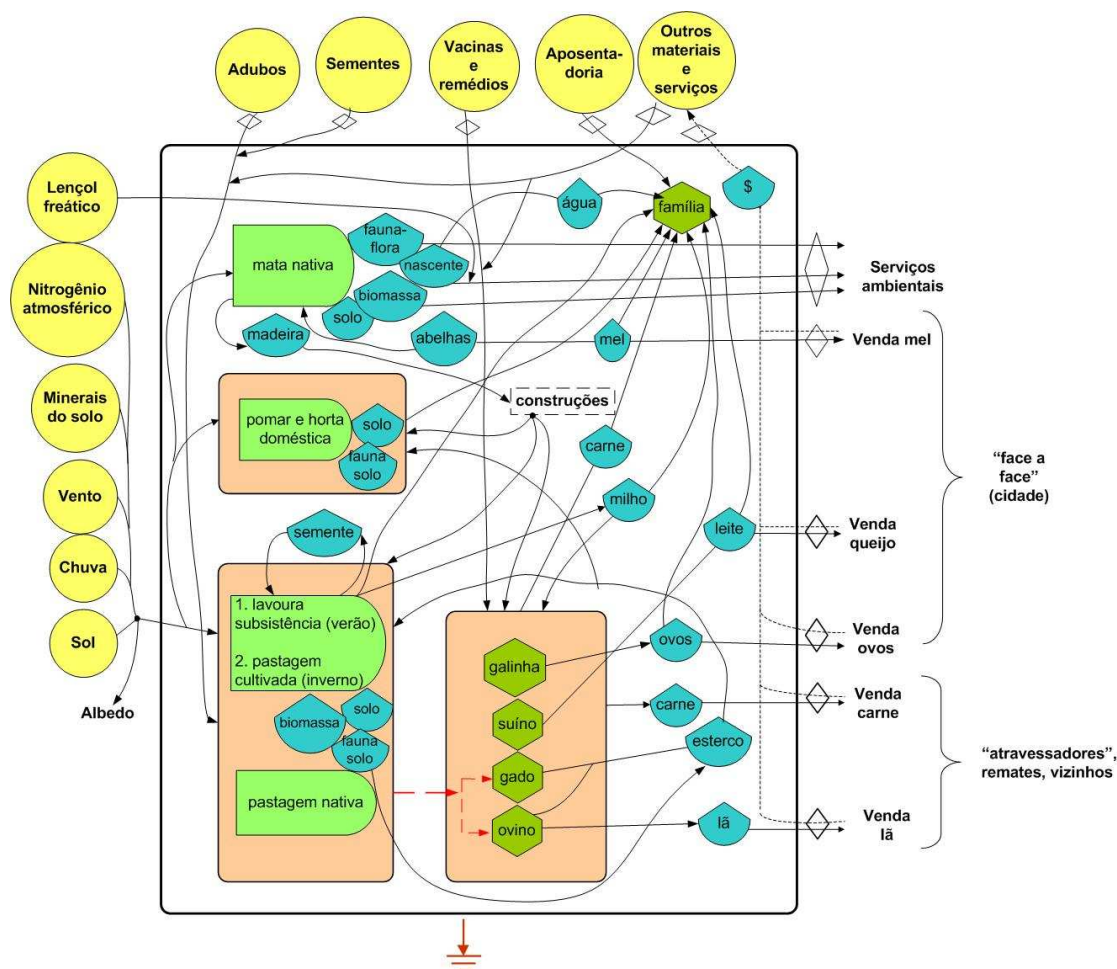 Adubos
Sementes
Vacinas
e
remédios
Aposenta-
doria
Outros
materiais
e
serviços
Lençol
freático
Nitrogênio
atmosférico
Minerais
do solo
Vento
Chuva
Sol
Albedo
$
água
família
fauna-
flora
mata nativa
nascente
biomassa
solo
madeira
abelhas
mel
Serviços
ambientais
Venda mel
construções
pomar e horta
doméstica
solo
fauna
solo
carne
milho
leite
semente
Venda
queijo
“face a
face”
(cidade)
1. lavoura
subsistência (verão)
2. pastagem
cultivada (inverno)
biomassa
solo
fauna
solo
pastagem nativa
galinha
suíno
gado
ovino
ovos
carne
esterco
lã
Venda
ovos
Venda
carne
“atravessadores”,
remates, vizinhos
Venda
lã